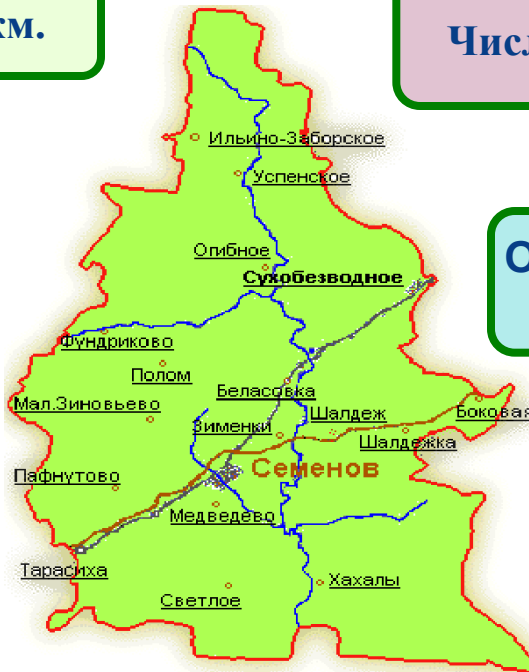 км.
Ильино-Заборское
Успенское
Огибное
Сухобезводное
Фундриково
Полом
Беласовка
Мал.Зиновьево
Зименки
Шалдеж
Боковая
Шалдежка
Пафнутово
Семенов
Медведево
Тарасиха
Светлое
Хахалы